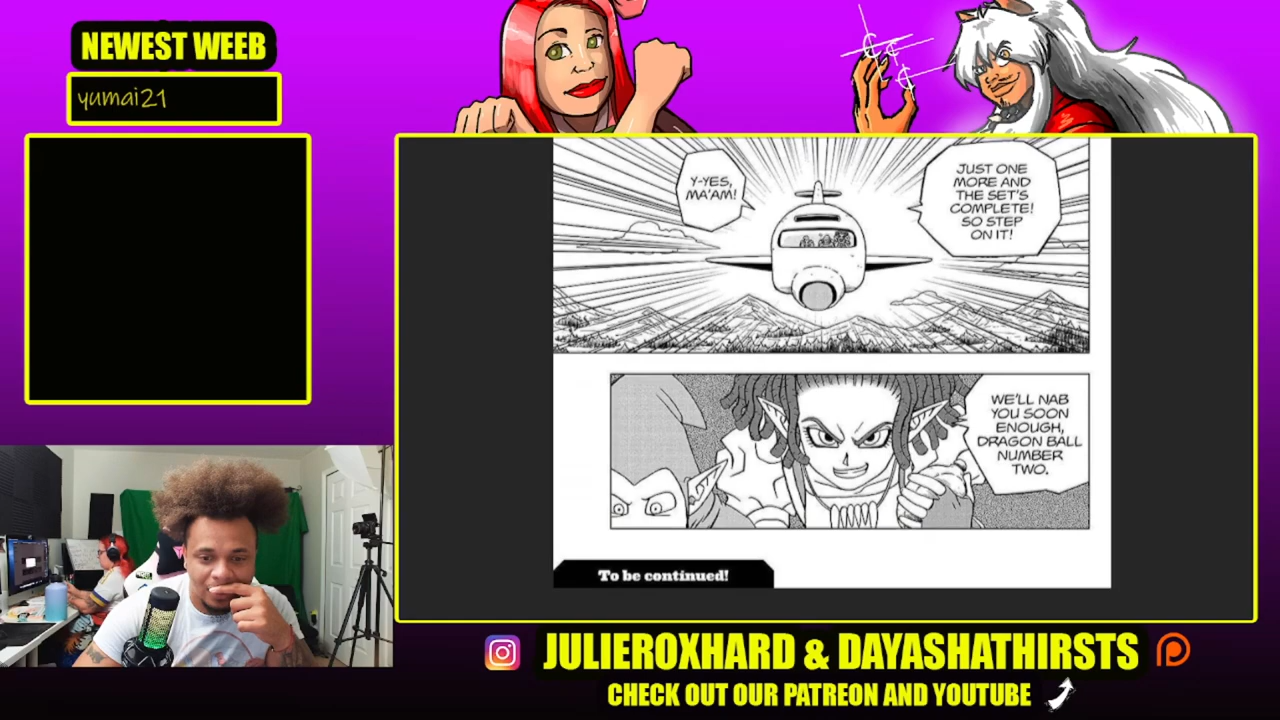 NEWEST WEEB
yumai21
Y-YES,
MA'AM!
JUST ONE
MORE AND
THE SET'S
COMPLETE!
SO STEP
ON IT!
WE'LL NAB
YOU SOON
ENOUGH,
DRAGON BALL
NUMBER
TWO.
To be continued!
JULIEROXHARD & DAYASHATHIRSTS
CHECK OUT OUR PATREON AND YOUTUBE